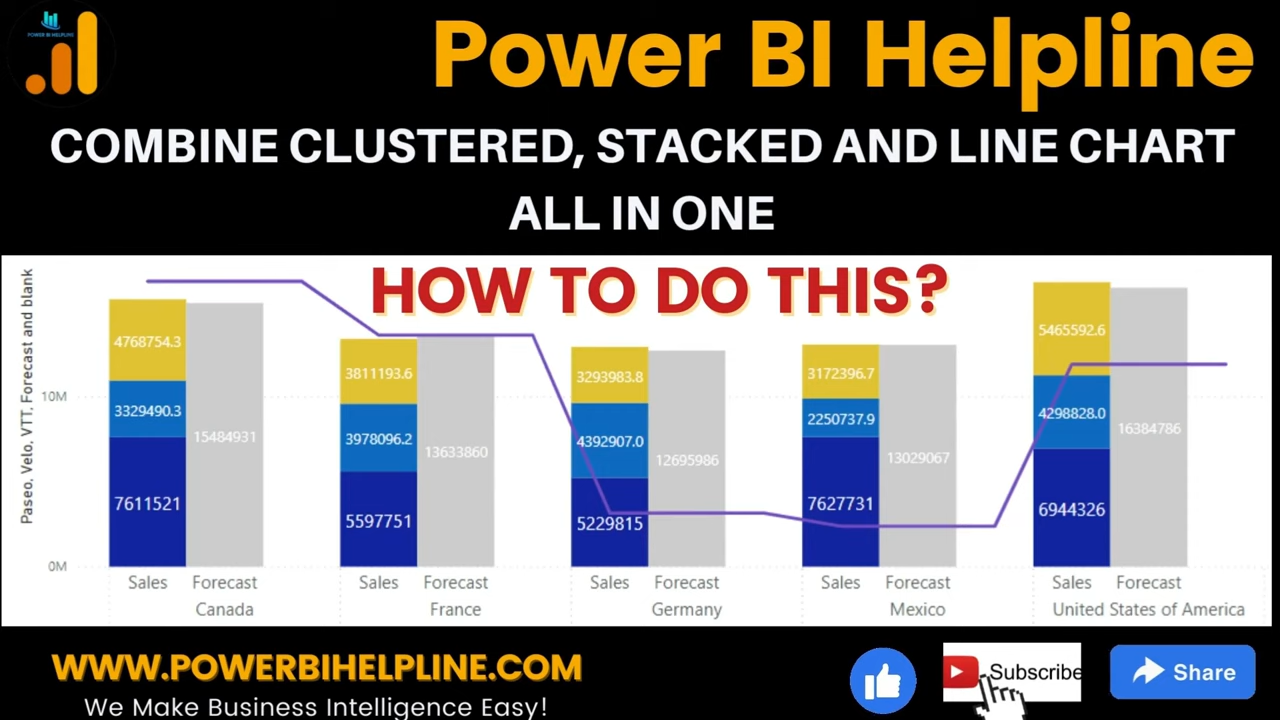 POWER BI HELPLINE
Power BI Helpline
COMBINE CLUSTERED, STACKED AND LINE CHART
ALL IN ONE
HOW TO DO THIS?
Paseo, Velo, VTT, Forecast and blank
10M
0M
4768754.3
3329490.3
7611521
15484931
3811193.6
3978096.2
5597751
13633860
3293983.8
4392907.0
5229815
12695986
3172396.7
2250737.9
7627731
13029067
5465592.6
4298828.0
6944326
16384786
Sales Forecast Sales Forecast Sales Forecast Sales Forecast Sales Forecast
Canada France Germany Mexico United States of America
WWW.POWERBIHELPLINE.COM
We Make Business Intelligence Easy!
Subscribe
Share